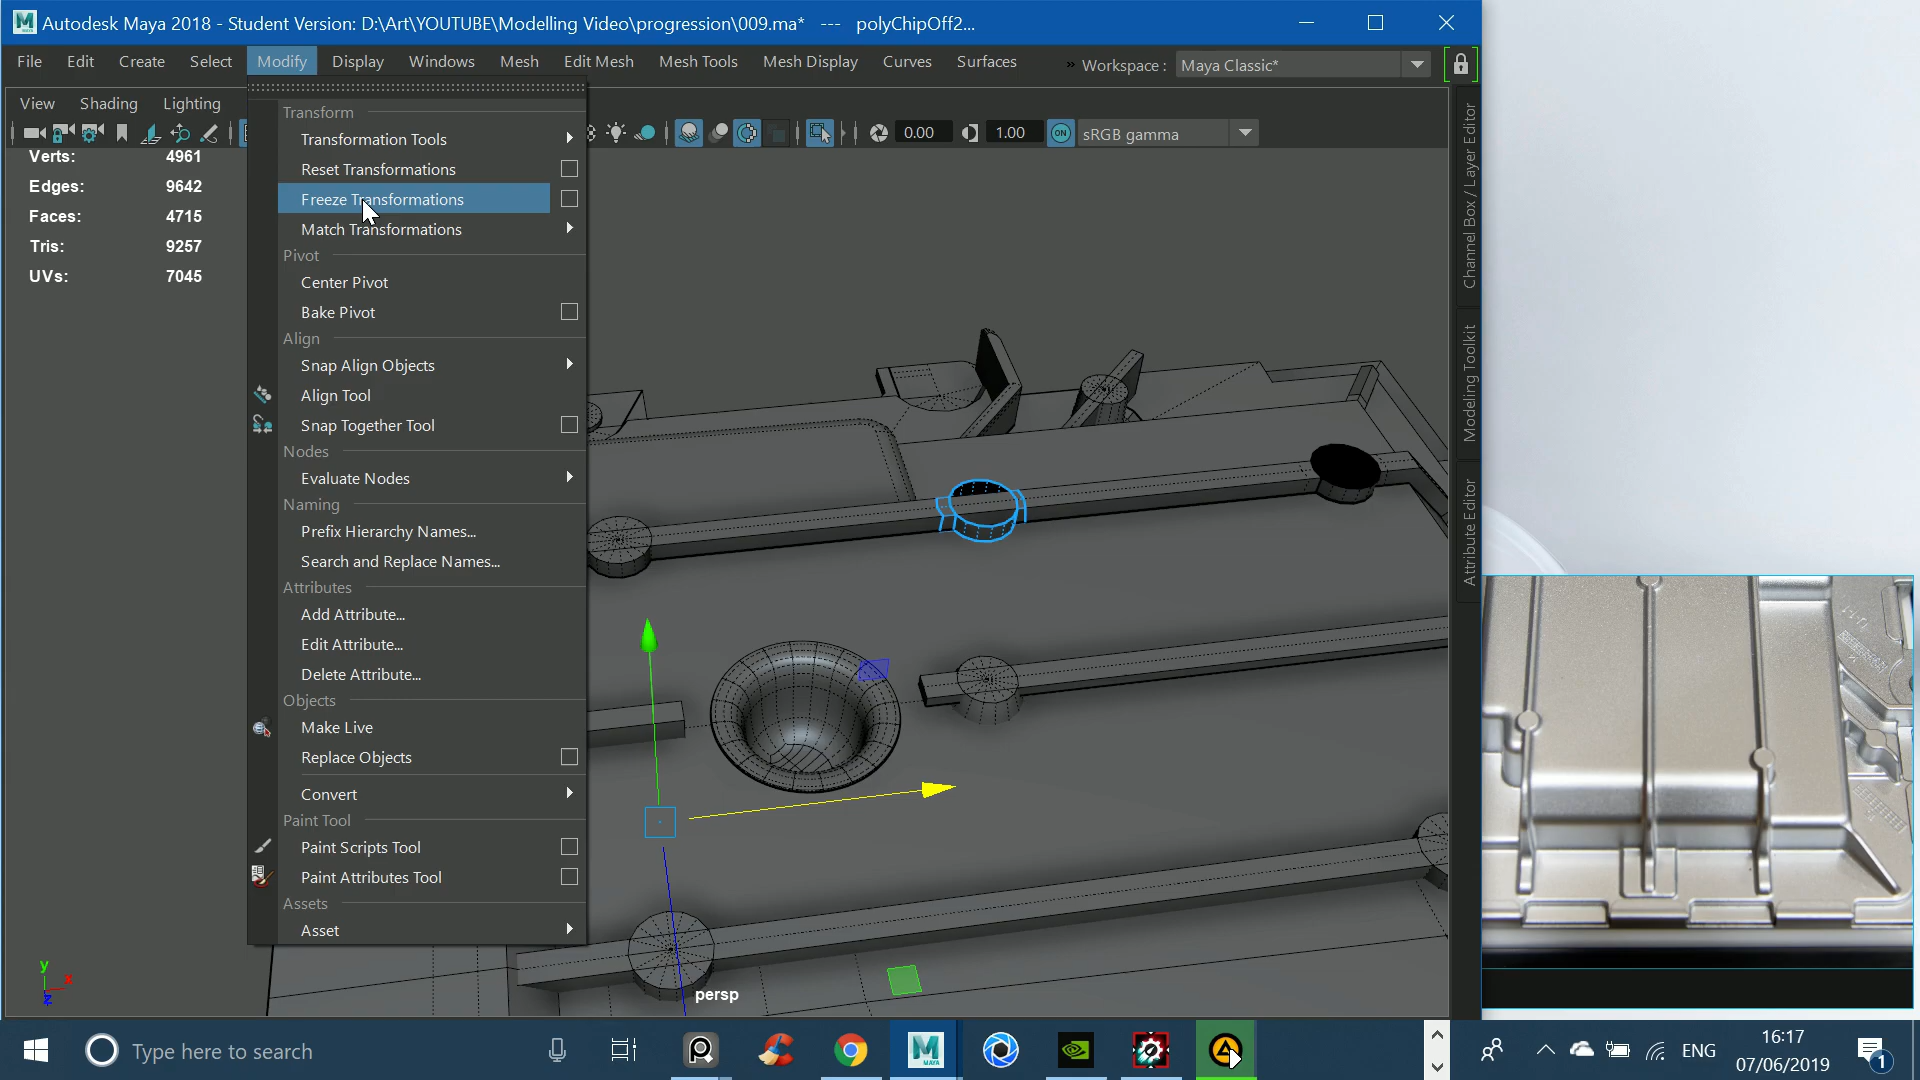 Autodesk Maya 2018 - Student Version: D:\Art\YOUTUBE\Modelling Video\progression\009.ma* --- polyChipOff2...
File Edit Create Select Modify Display Windows Mesh Edit Mesh Mesh Tools Mesh Display Curves Surfaces » Workspace : Maya Classic*
View Shading Lighting
0.00 1.00 ON sRGB gamma
Verts: 4961
Edges: 9642
Faces: 4715
Tris: 9257
UVs: 7045
Transform
Transformation Tools
Reset Transformations
Freeze Transformations
Match Transformations
Pivot
Center Pivot
Bake Pivot
Align
Snap Align Objects
Align Tool
Snap Together Tool
Nodes
Evaluate Nodes
Naming
Prefix Hierarchy Names...
Search and Replace Names...
Attributes
Add Attribute...
Edit Attribute...
Delete Attribute...
Objects
Make Live
Replace Objects
Convert
Paint Tool
Paint Scripts Tool
Paint Attributes Tool
Assets
Asset
Channel Box / Layer Editor
Modeling Toolkit
Attribute Editor
y
x
z
persp
Type here to search
MAYA
ENG
16:17
07/06/2019
1